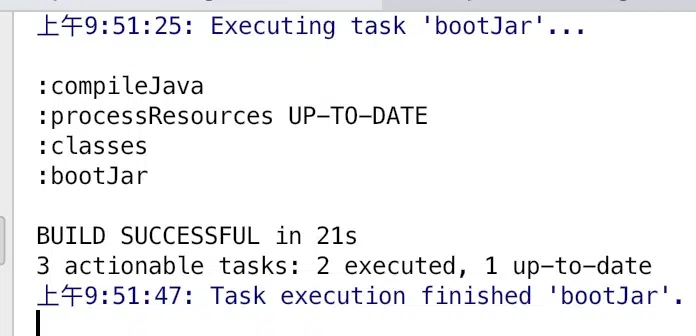 上午9:51:25: Executing task 'bootJar'...
:compileJava
:processResources UP-TO-DATE
:classes
:bootJar
BUILD SUCCESSFUL in 21s
3 actionable tasks: 2 executed, 1 up-to-date
上午9:51:47: Task execution finished 'bootJar'.